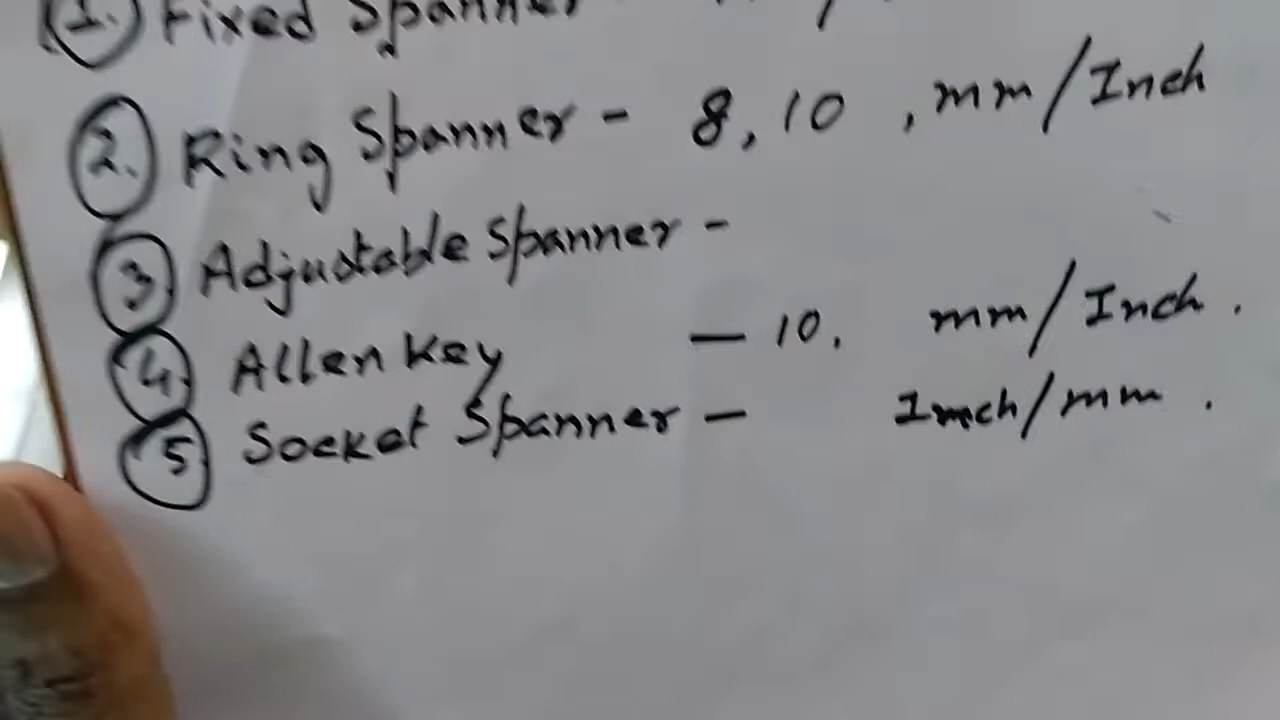 1. Fixed Spanner
2. Ring Spanner - 8, 10 , mm/Inch
3. Adjustable Spanner -
4. Allen Key — 10. mm/Inch.
5. Socket Spanner — Inch/mm.